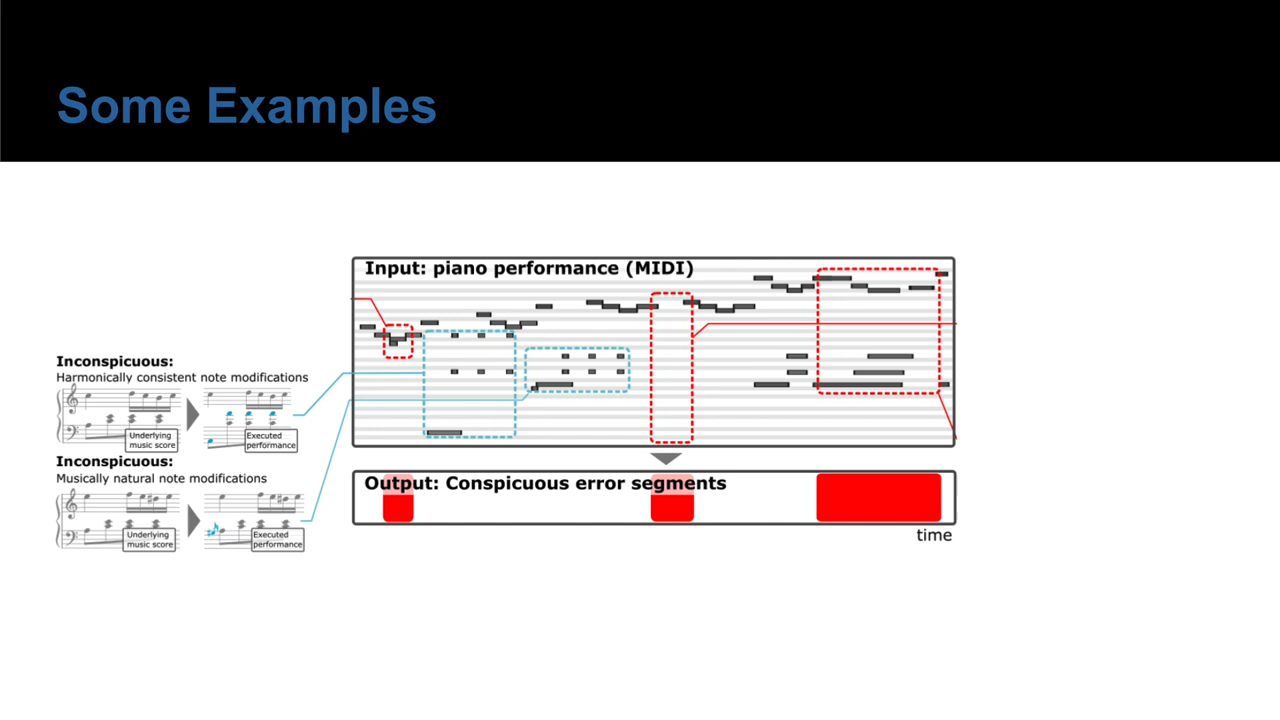 Some Examples
Input: piano performance (MIDI)
Inconspicuous:
Harmonically consistent note modifications
Underlying
music score
Executed
performance
Inconspicuous:
Musically natural note modifications
Underlying
music score
Executed
performance
Output: Conspicuous error segments
time